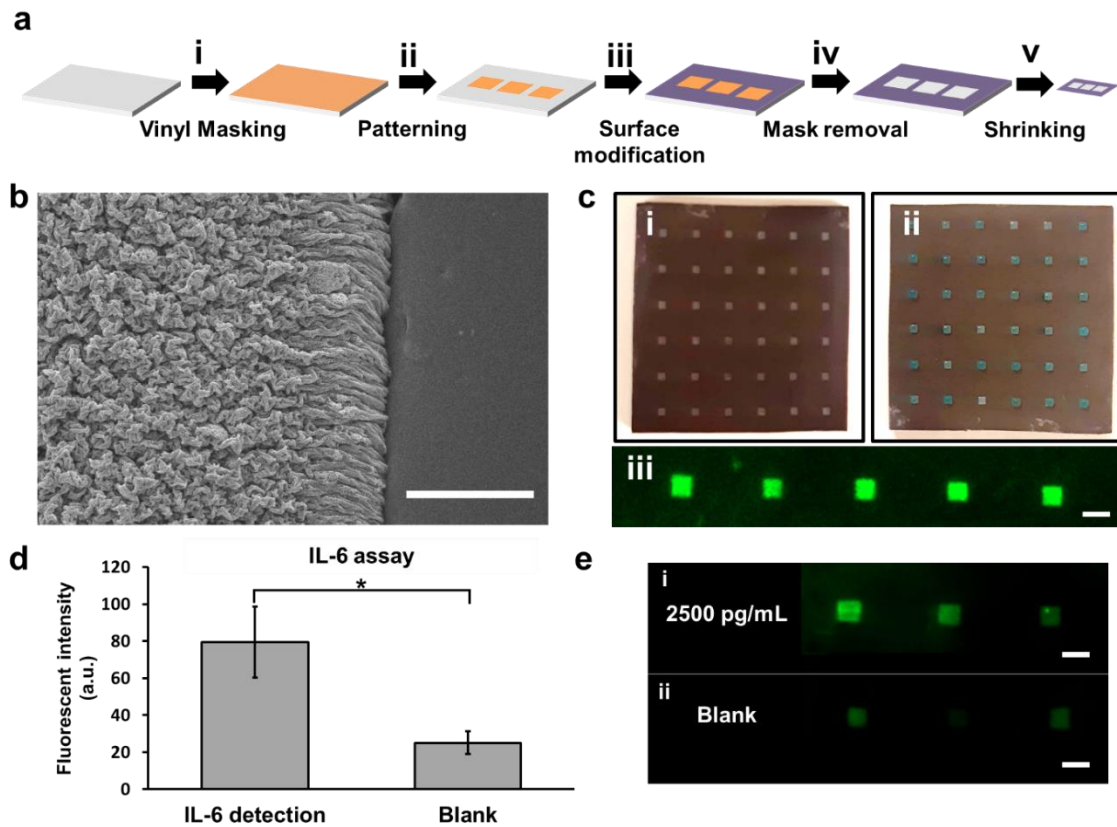 a
i
ii
iii
iv
v
Vinyl Masking
Patterning
Surface
modification
Mask removal
Shrinking
b
c
i
ii
iii
d
IL-6 assay
120
100
80
60
40
20
0
Fluorescent intensity
(a.u.)
*
IL-6 detection
Blank
e
i
2500 pg/mL
ii
Blank